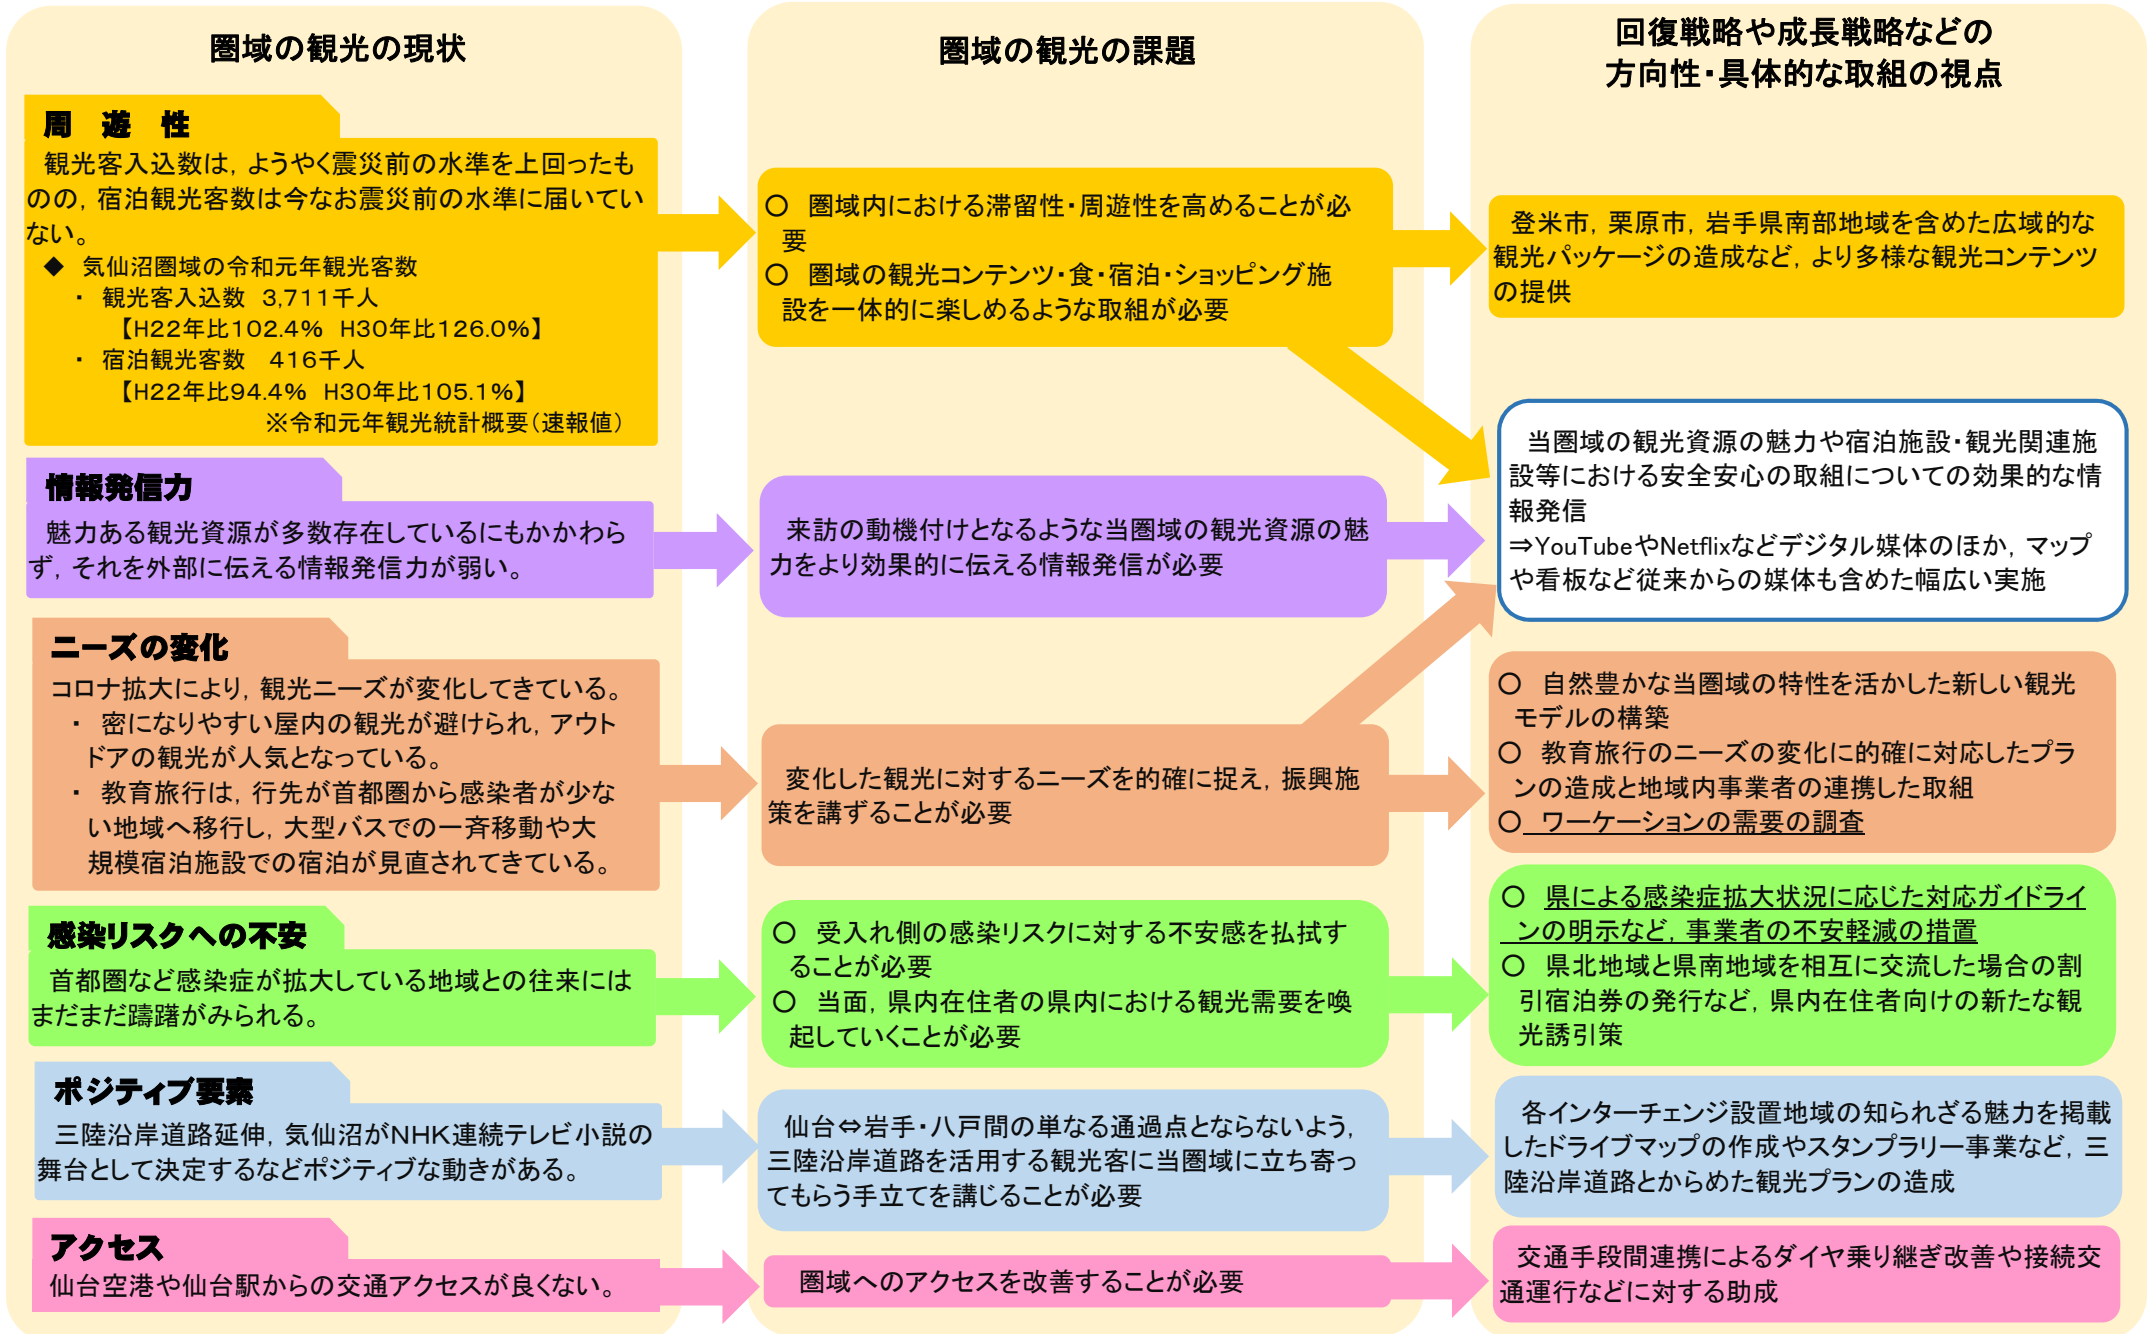 圏域の観光の現状
周　遊　性
観光客入込数は，ようやく震災前の水準を上回ったも
のの，宿泊観光客数は今なお震災前の水準に届いてい
ない。
◆　気仙沼圏域の令和元年観光客数
・　観光客入込数　3,711千人
【H22年比102.4%　H30年比126.0%】
・　宿泊観光客数　416千人
【H22年比94.4%　H30年比105.1%】
※令和元年観光統計概要（速報値）
情報発信力
魅力ある観光資源が多数存在しているにもかかわら
ず，それを外部に伝える情報発信力が弱い。
ニーズの変化
コロナ拡大により，観光ニーズが変化してきている。
・　密になりやすい屋内の観光が避けられ，アウト
ドアの観光が人気となっている。
・　教育旅行は，行先が首都圏から感染者が少な
い地域へ移行し，大型バスでの一斉移動や大
規模宿泊施設での宿泊が見直されてきている。
感染リスクへの不安
首都圏など感染症が拡大している地域との往来には
まだまだ躊躇がみられる。
ポジティブ要素
三陸沿岸道路延伸，気仙沼がNHK連続テレビ小説の
舞台として決定するなどポジティブな動きがある。
アクセス
仙台空港や仙台駅からの交通アクセスが良くない。
圏域の観光の課題
○　圏域内における滞留性・周遊性を高めることが必
要
○　圏域の観光コンテンツ・食・宿泊・ショッピング施
設を一体的に楽しめるような取組が必要
来訪の動機付けとなるような当圏域の観光資源の魅
力をより効果的に伝える情報発信が必要
変化した観光に対するニーズを的確に捉え，振興施
策を講ずることが必要
○　受入れ側の感染リスクに対する不安感を払拭す
ることが必要
○　当面，県内在住者の県内における観光需要を喚
起していくことが必要
仙台⇔岩手・八戸間の単なる通過点とならないよう，
三陸沿岸道路を活用する観光客に当圏域に立ち寄っ
てもらう手立てを講じることが必要
圏域へのアクセスを改善することが必要
回復戦略や成長戦略などの
方向性・具体的な取組の視点
登米市，栗原市，岩手県南部地域を含めた広域的な
観光パッケージの造成など，より多様な観光コンテンツ
の提供
当圏域の観光資源の魅力や宿泊施設・観光関連施
設等における安全安心の取組についての効果的な情
報発信
⇒YouTubeやNetflixなどデジタル媒体のほか，マップ
や看板など従来からの媒体も含めた幅広い実施
○　自然豊かな当圏域の特性を活かした新しい観光
モデルの構築
○　教育旅行のニーズの変化に的確に対応したプラ
ンの造成と地域内事業者の連携した取組
○　ワーケーションの需要の調査
○　県による感染症拡大状況に応じた対応ガイドライ
ンの明示など，事業者の不安軽減の措置
○　県北地域と県南地域を相互に交流した場合の割
引宿泊券の発行など，県内在住者向けの新たな観
光誘引策
各インターチェンジ設置地域の知られざる魅力を掲載
したドライブマップの作成やスタンプラリー事業など，三
陸沿岸道路とからめた観光プランの造成
交通手段間連携によるダイヤ乗り継ぎ改善や接続交
通運行などに対する助成